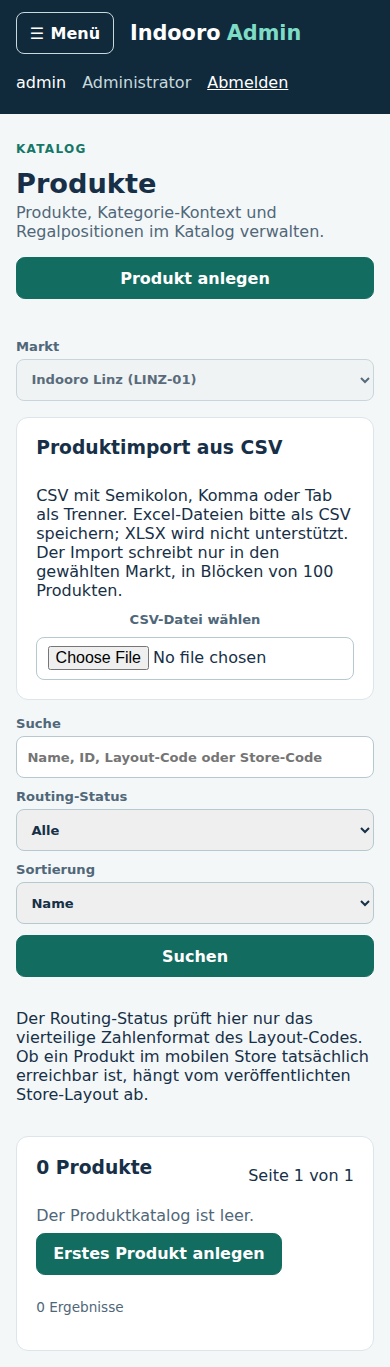 ☰ Menü Indooro Admin
admin Administrator Abmelden
KATALOG
Produkte
Produkte, Kategorie-Kontext und
Regalpositionen im Katalog verwalten.
Produkt anlegen
Markt
Indooro Linz (LINZ-01)
Produktimport aus CSV
CSV mit Semikolon, Komma oder Tab
als Trenner. Excel-Dateien bitte als CSV
speichern; XLSX wird nicht unterstützt.
Der Import schreibt nur in den
gewählten Markt, in Blöcken von 100
Produkten.
CSV-Datei wählen
Choose File No file chosen
Suche
Name, ID, Layout-Code oder Store-Code
Routing-Status
Alle
Sortierung
Name
Suchen
Der Routing-Status prüft hier nur das
vierteilige Zahlenformat des Layout-Codes.
Ob ein Produkt im mobilen Store tatsächlich
erreichbar ist, hängt vom veröffentlichten
Store-Layout ab.
0 Produkte
Seite 1 von 1
Der Produktkatalog ist leer.
Erstes Produkt anlegen
0 Ergebnisse